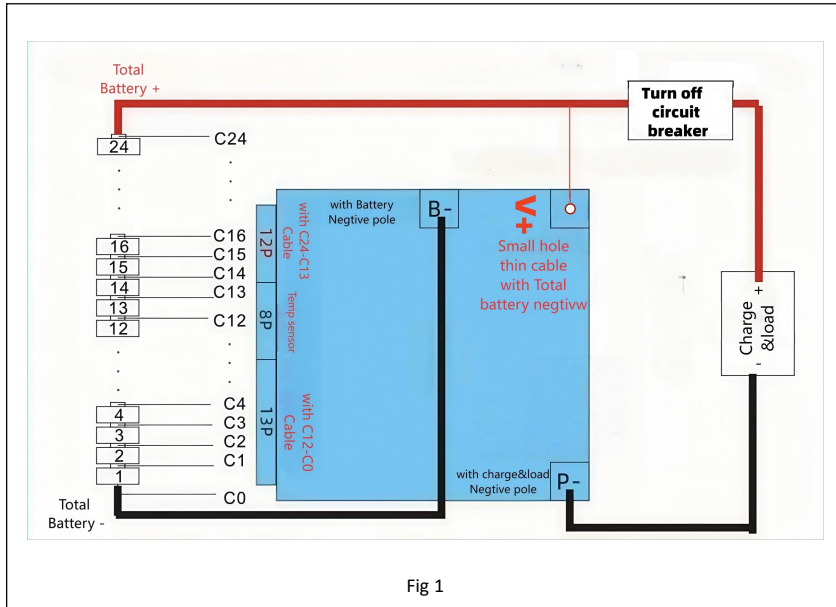 Total
Battery +
Turn off
circuit
breaker
24
C24
with Battery
Negtive pole
B-
V+
Small hole
thin cable
with Total
battery negtivw
with C24-C13
Cable
12P
Temp sensor
8P
with C12-C0
Cable
13P
16
C16
15
C15
14
C14
13
C13
12
C12
4
C4
3
C3
2
C2
1
C1
C0
Total
Battery -
with charge&load
Negtive pole
P-
+
Charge
&load
-
Fig 1